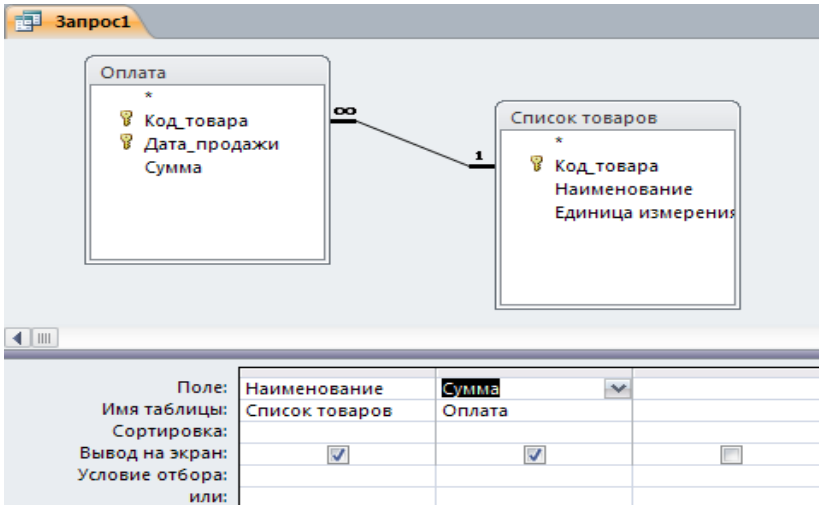 Запрос1
Оплата
*
Код_товара
Дата_продажи
Сумма
∞
1
Список товаров
*
Код_товара
Наименование
Единица измерения
Поле: Наименование Сумма
Имя таблицы: Список товаров Оплата
Сортировка:
Вывод на экран:
Условие отбора:
или: